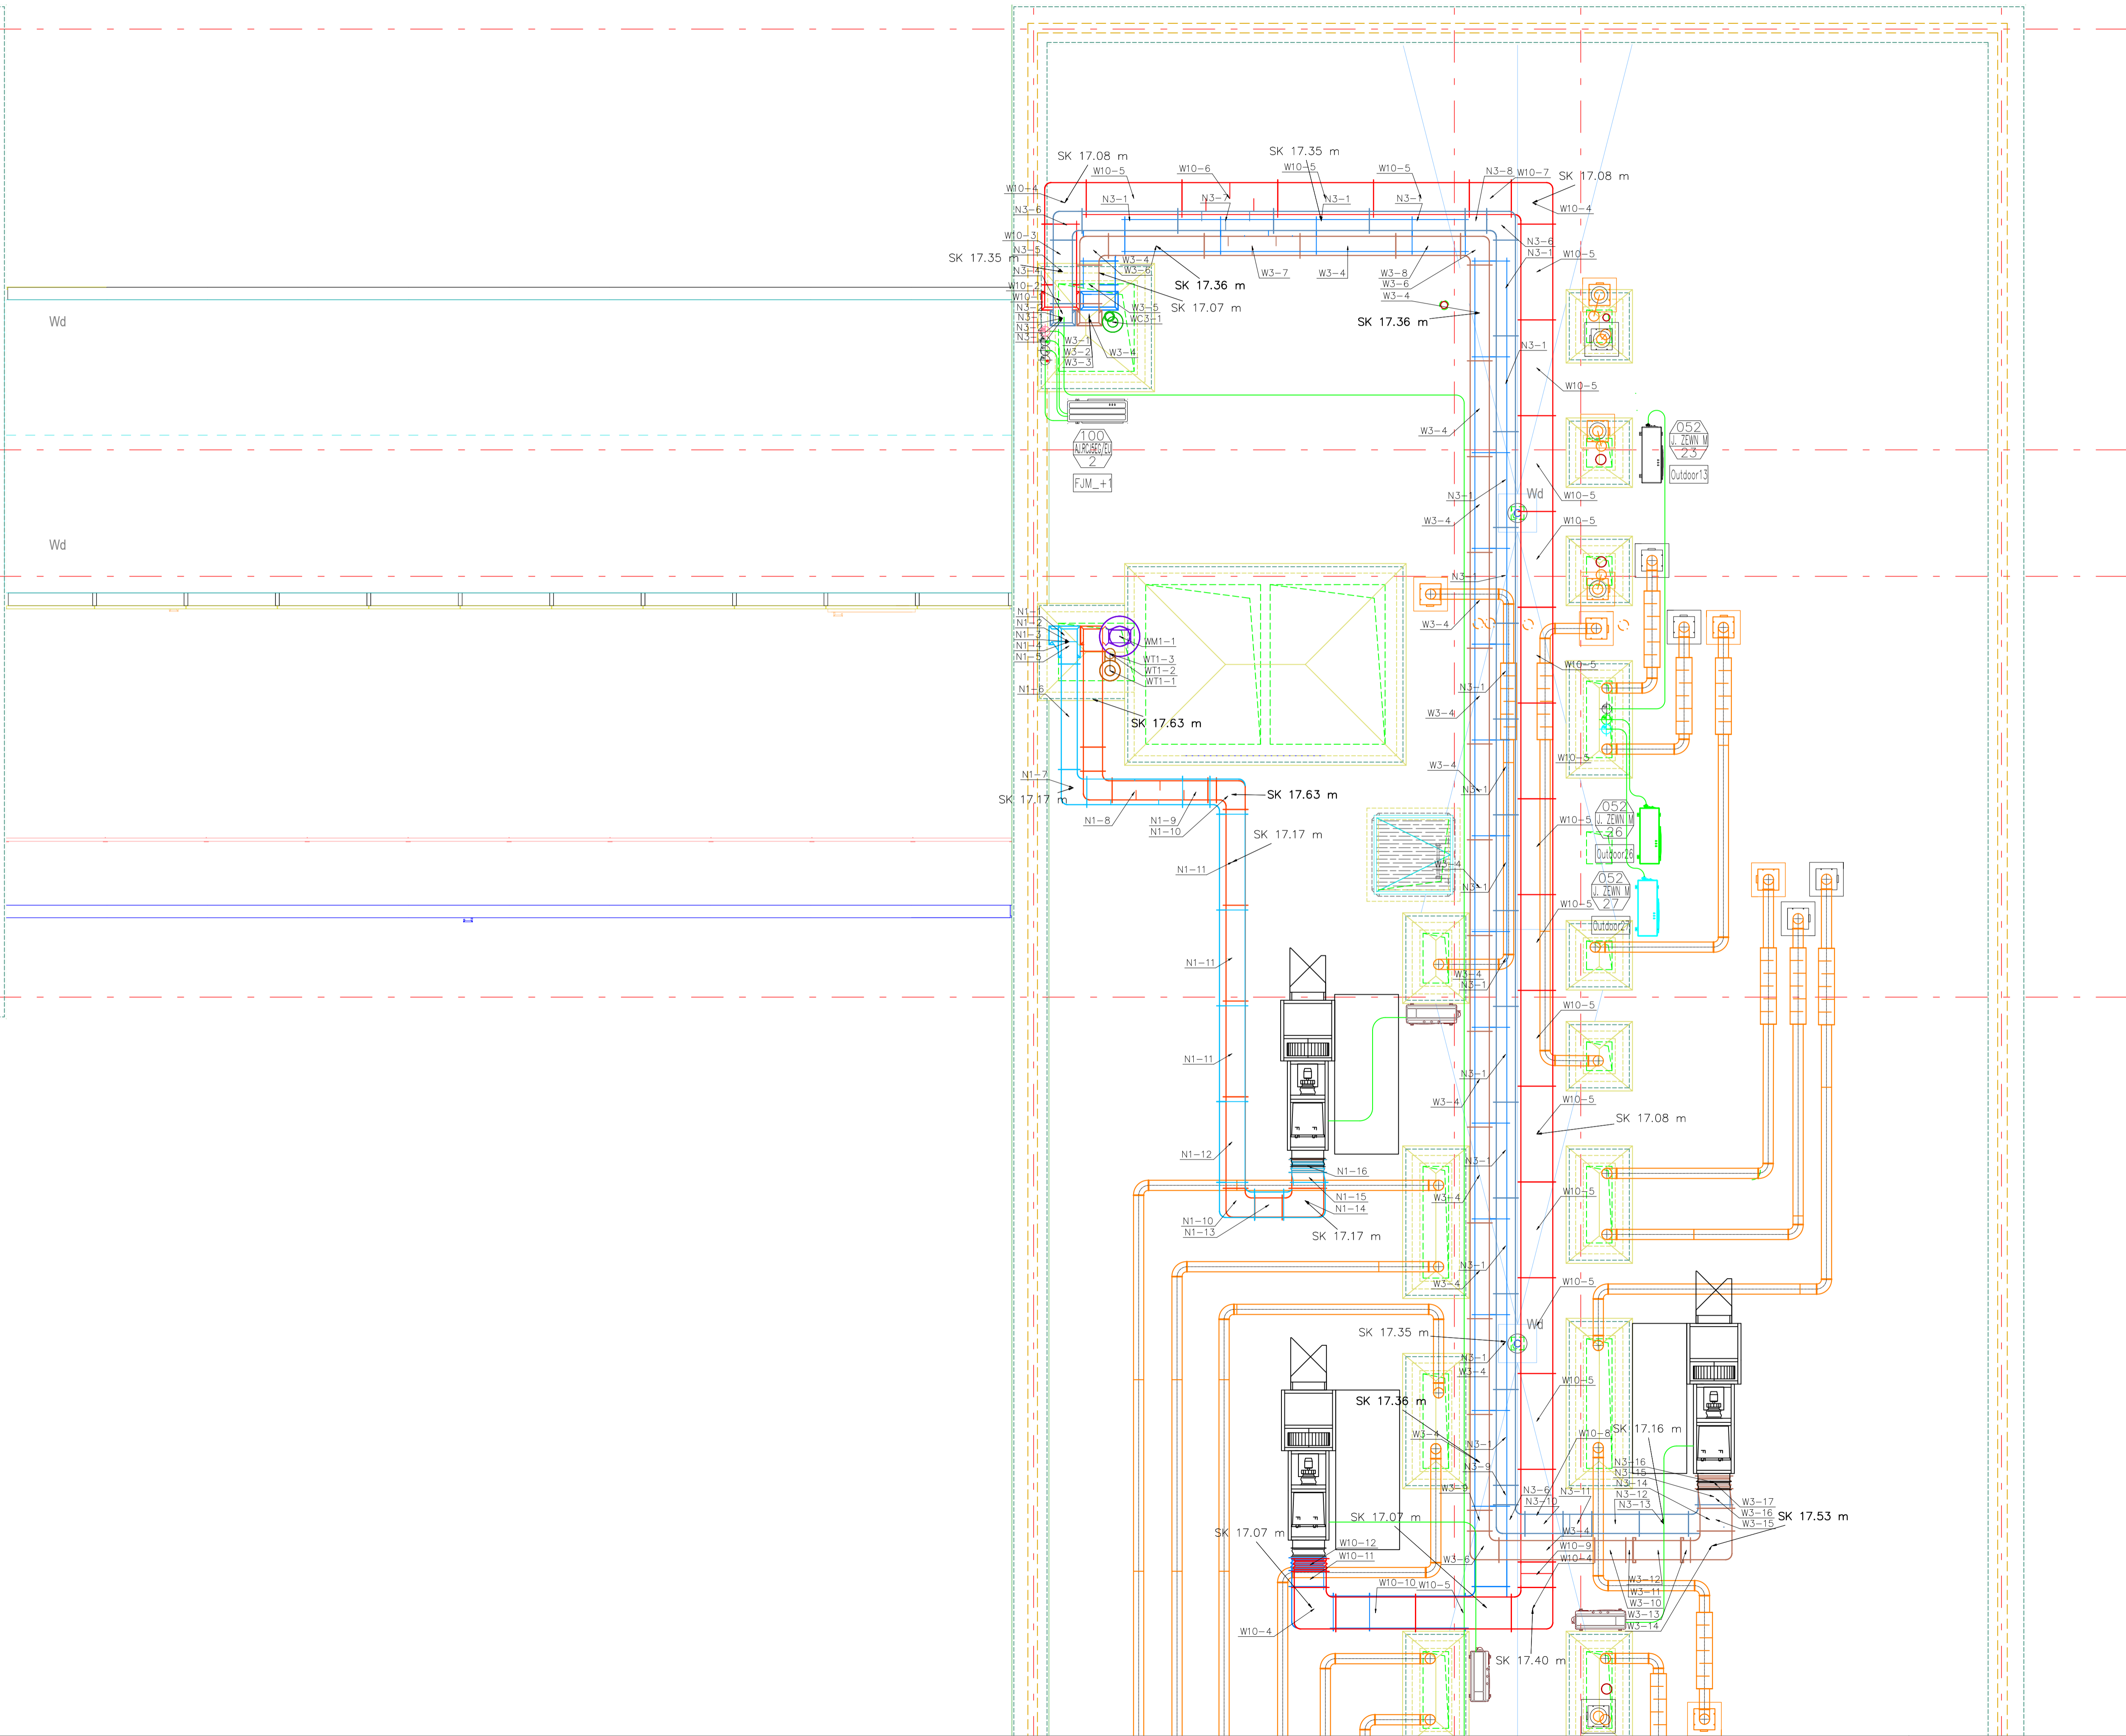 SK 17.35 m
SK 17.08 m
W10-5
W10-6
W10-5
W10-5
N3-8
W10-7
SK 17.08 m
W10-4
N3-1
N3-7
N3-1
N3-1
W10-4
N3-6
W10-3
N3-5
SK 17.35 m
N3-4
W10-2
W10-1
N3-1
W3-4
W3-6
SK 17.36 m
SK 17.07 m
W3-7
W3-4
W3-8
W3-6
W3-4
SK 17.36 m
N3-6
N3-1
W10-5
W3-5
WC3-1
W3-1
W3-2
W3-3
W3-4
Wd
N3-1
W10-5
W3-4
100
2
FJM_+1
052
J. ZEWN M
23
Outdoor13
W10-5
N3-1
Wd
W3-4
W10-5
Wd
N3-1
W3-4
N1-1
N1-2
N1-3
N1-4
N1-5
WM1-1
WT1-3
WT1-2
WT1-1
N1-6
SK 17.63 m
W10-5
N3-1
W3-4
W10-5
W3-4
N3-1
N1-7
SK 17.17 m
SK 17.63 m
N1-8
N1-9
N1-10
SK 17.17 m
N1-11
052
J. ZEWN M
26
Outdoor26
W10-5
W3-4
N3-1
052
J. ZEWN M
27
Outdoor27
W10-5
N1-11
W3-4
N3-1
W10-5
N1-11
N3-1
W3-4
W10-5
SK 17.08 m
N1-12
N3-1
N1-16
N1-15
N1-14
W3-4
W10-5
N1-10
N1-13
SK 17.17 m
N3-1
W3-4
W10-5
Wd
SK 17.35 m
N3-1
W3-4
W10-5
SK 17.36 m
W3-4
N3-1
W10-8
SK 17.16 m
N3-9
N3-16
N3-15
N3-14
N3-12
N3-13
W3-9
N3-6
N3-10
N3-11
W3-17
W3-16
W3-15
SK 17.53 m
SK 17.07 m
SK 17.07 m
W10-12
W10-11
W3-6
W3-4
W10-9
W10-4
W10-10
W10-5
W3-12
W3-11
W3-10
W3-13
W3-14
W10-4
SK 17.40 m